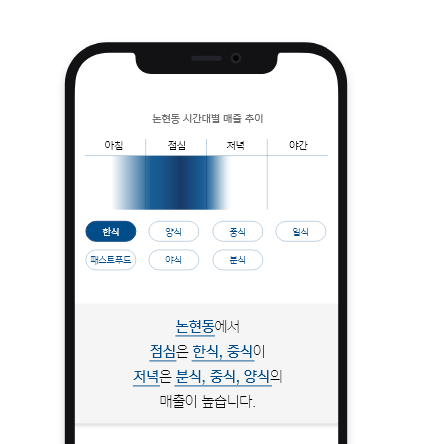 논현동 시간대별 매출 추이
아침 점심 저녁 야간
한식 양식 중식 일식
패스트푸드 야식 분식
논현동에서
점심은 한식, 중식이
저녁은 분식, 중식, 양식의
매출이 높습니다.